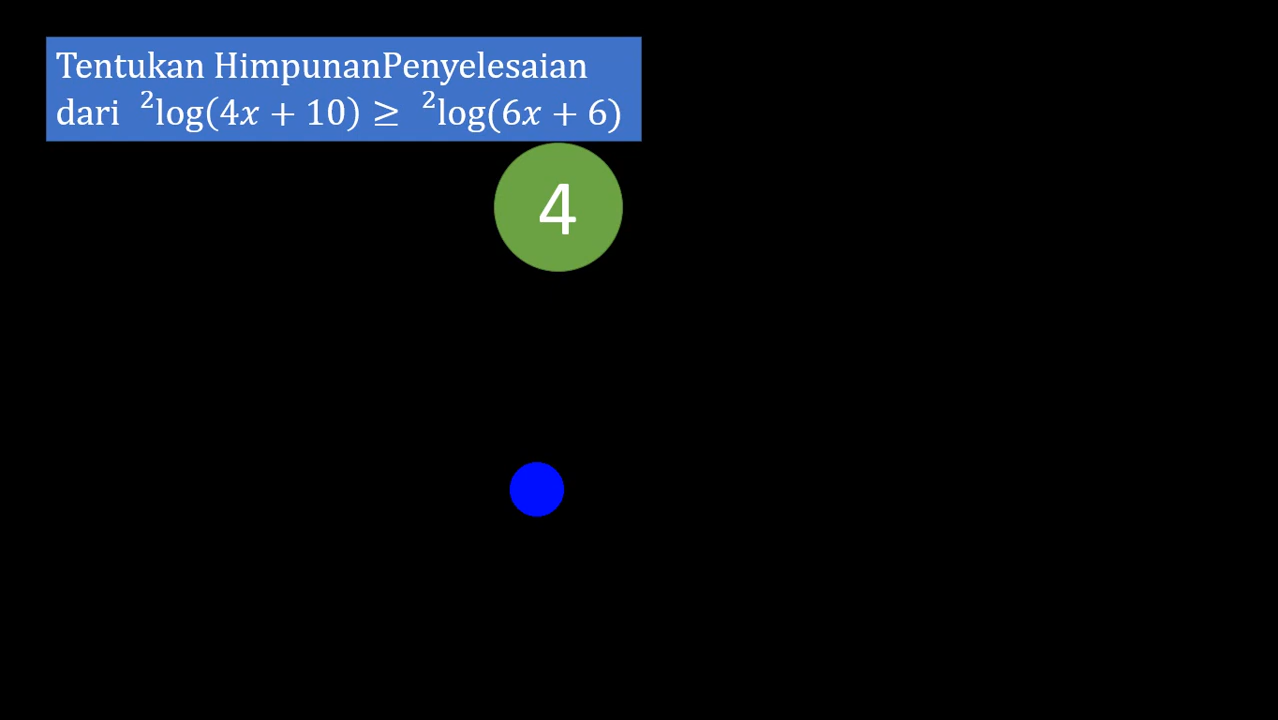 Tentukan HimpunanPenyelesaian
dari ²log(4x + 10) ≥ ²log(6x + 6)
4